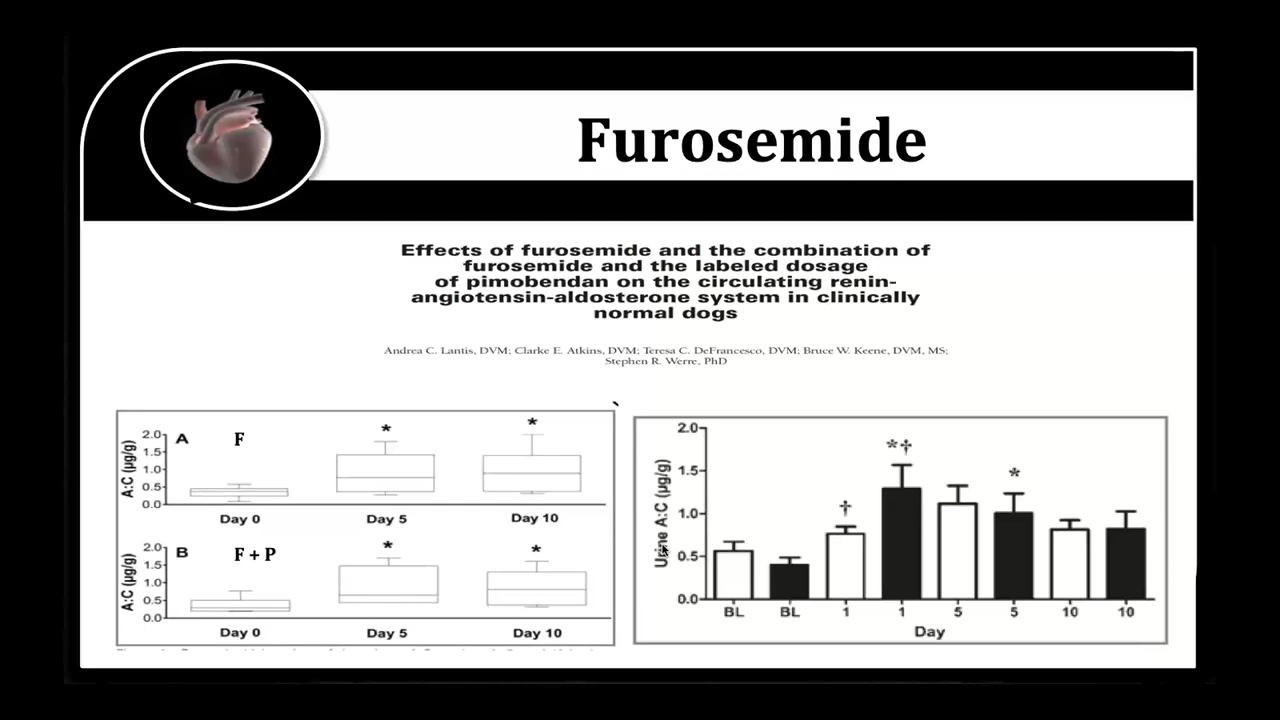 Furosemide
Effects of furosemide and the combination of
furosemide and the labeled dosage
of pimobendan on the circulating renin-
angiotensin-aldosterone system in clinically
normal dogs
Andrea C. Lantis, DVM; Clarke E. Atkins, DVM; Teresa C. DeFrancesco, DVM; Bruce W. Keene, DVM, MS;
Stephen R. Werre, PhD
A F
A:C (µg/g)
2.0
1.5
1.0
0.5
0.0
* *
Day 0 Day 5 Day 10
B F + P
A:C (µg/g)
2.0
1.5
1.0
0.5
0.0
* *
Day 0 Day 5 Day 10
Urine A:C (µg/g)
2.0
1.5
1.0
0.5
0.0
† *† *
BL BL 1 1 5 5 10 10
Day